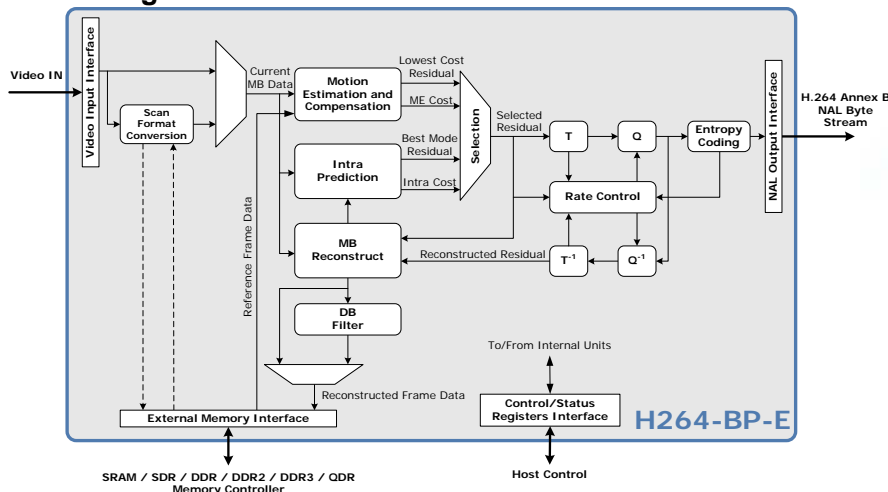 Video IN
Video Input Interface
Scan
Format
Conversion
Current
MB Data
Motion
Estimation and
Compensation
Lowest Cost
Residual
ME Cost
Intra
Prediction
Best Mode
Residual
Intra Cost
Selection
Selected
Residual
T
Q
Entropy
Coding
NAL Output Interface
H.264 Annex B
NAL Byte
Stream
Rate Control
Reference Frame Data
MB
Reconstruct
Reconstructed Residual
T-1
Q-1
DB
Filter
Reconstructed Frame Data
To/From Internal Units
External Memory Interface
Control/Status
Registers Interface
H264-BP-E
SRAM / SDR / DDR / DDR2 / DDR3 / QDR
Memory Controller
Host Control